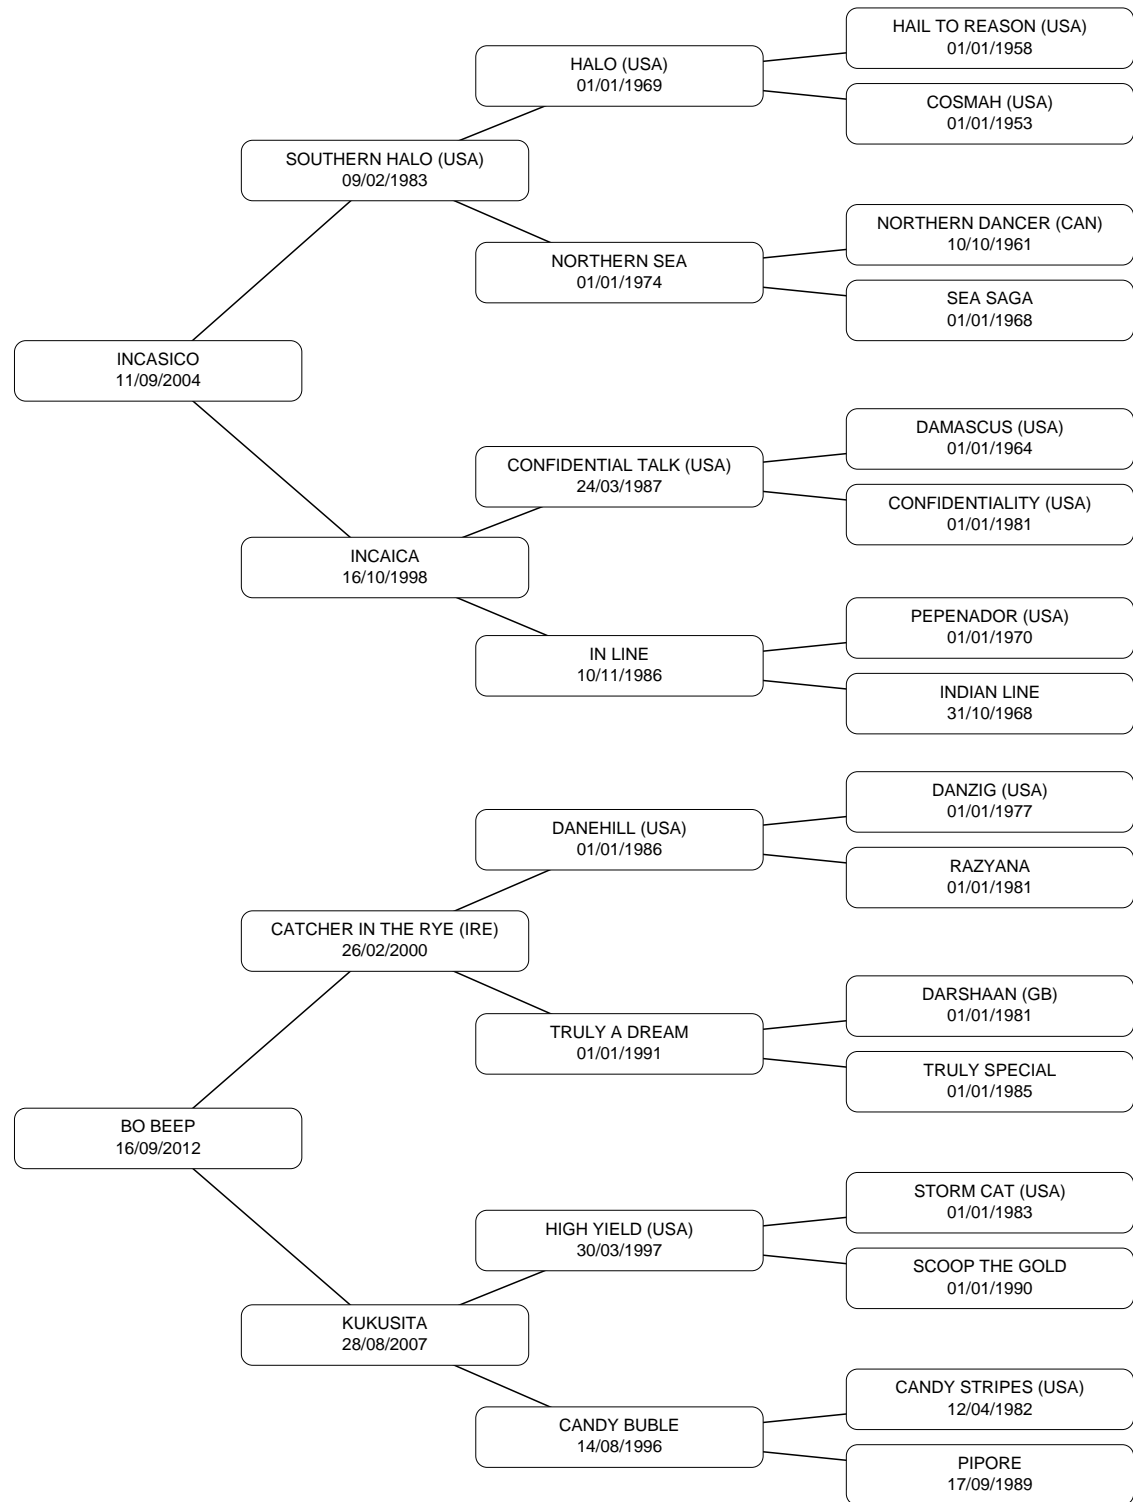 HAIL TO REASON (USA)
01/01/1958
HALO (USA)
01/01/1969
COSMAH (USA)
01/01/1953
SOUTHERN HALO (USA)
09/02/1983
NORTHERN DANCER (CAN)
10/10/1961
NORTHERN SEA
01/01/1974
SEA SAGA
01/01/1968
INCASICO
11/09/2004
DAMASCUS (USA)
01/01/1964
CONFIDENTIAL TALK (USA)
24/03/1987
CONFIDENTIALITY (USA)
01/01/1981
INCAICA
16/10/1998
PEPENADOR (USA)
01/01/1970
IN LINE
10/11/1986
INDIAN LINE
31/10/1968
DANZIG (USA)
01/01/1977
DANEHILL (USA)
01/01/1986
RAZYANA
01/01/1981
CATCHER IN THE RYE (IRE)
26/02/2000
DARSHAAN (GB)
01/01/1981
TRULY A DREAM
01/01/1991
TRULY SPECIAL
01/01/1985
BO BEEP
16/09/2012
STORM CAT (USA)
01/01/1983
HIGH YIELD (USA)
30/03/1997
SCOOP THE GOLD
01/01/1990
KUKUSITA
28/08/2007
CANDY STRIPES (USA)
12/04/1982
CANDY BUBLE
14/08/1996
PIPORE
17/09/1989